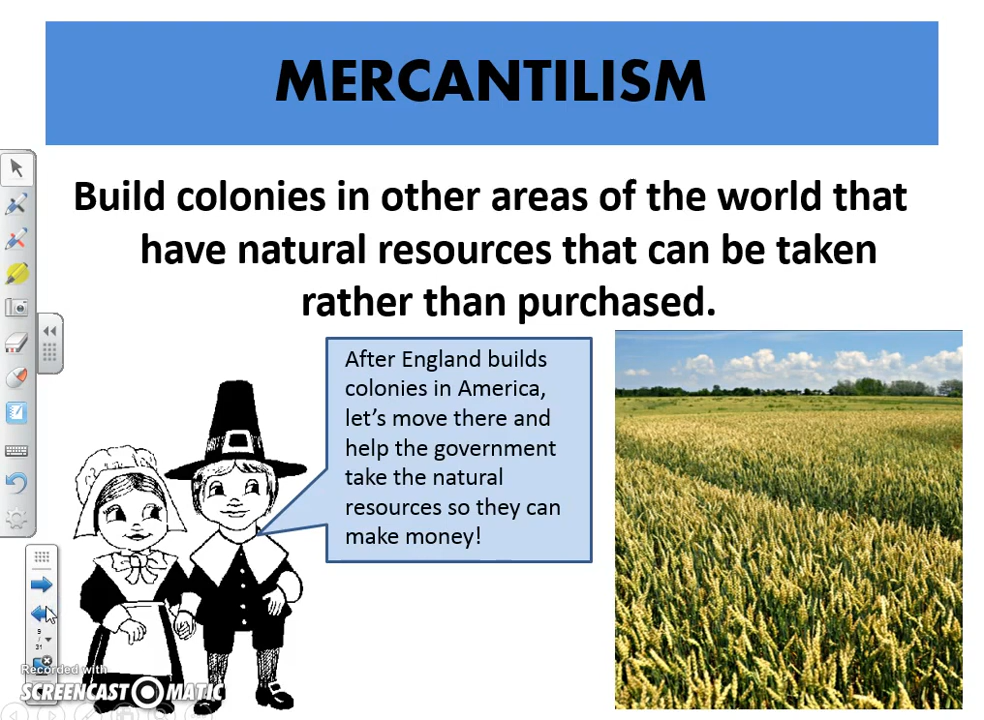 MERCANTILISM
Build colonies in other areas of the world that
have natural resources that can be taken
rather than purchased.
After England builds
colonies in America,
let's move there and
help the government
take the natural
resources so they can
make money!
9
31
Recorded with
SCREENCAST O MATIC